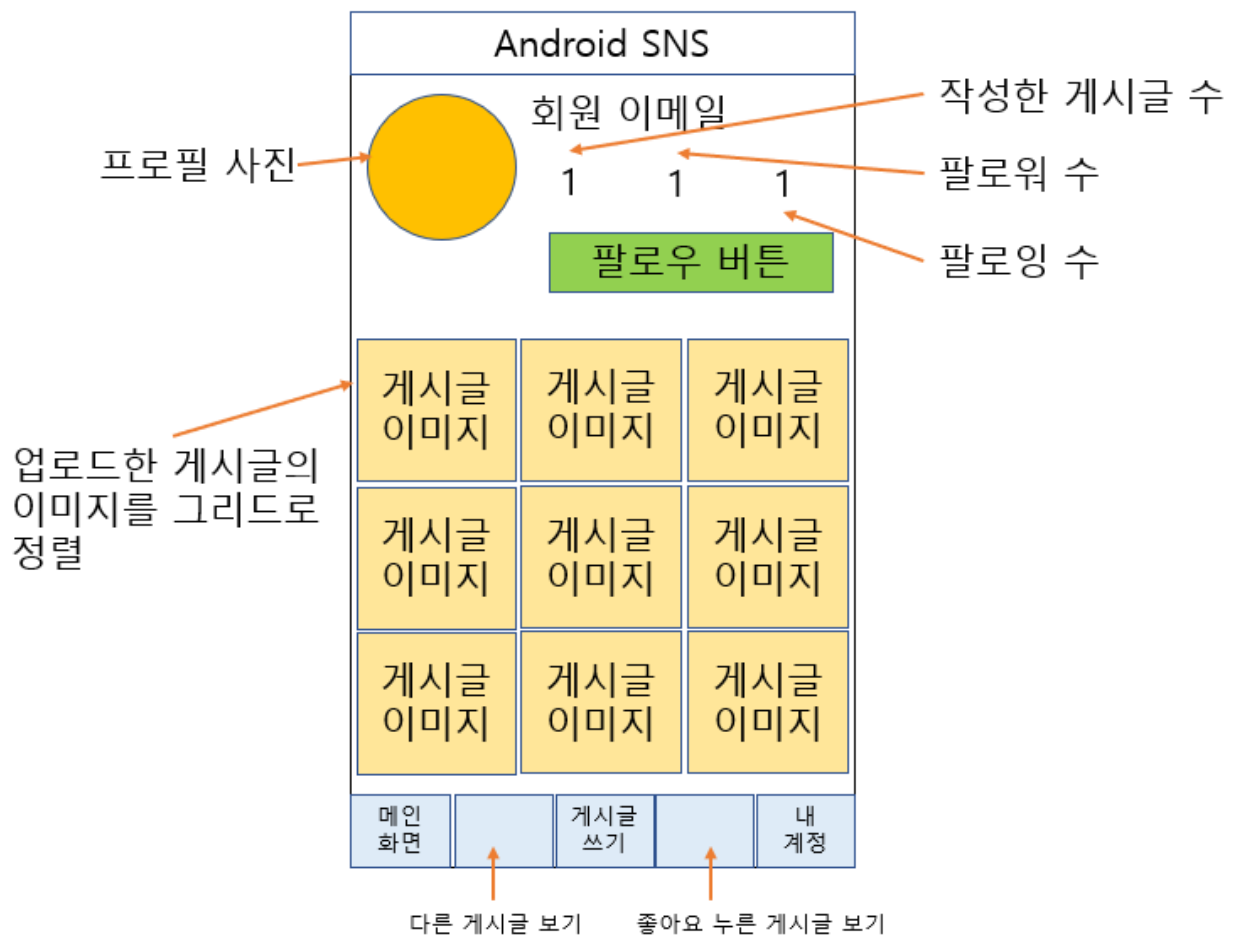 Android SNS
회원 이메일
작성한 게시글 수
프로필 사진
팔로워 수
1 1 1
팔로우 버튼
팔로잉 수
게시글 게시글 게시글
이미지 이미지 이미지
업로드한 게시글의
이미지를 그리드로
정렬
게시글 게시글 게시글
이미지 이미지 이미지
게시글 게시글 게시글
이미지 이미지 이미지
메인 게시글 내
화면 쓰기 계정
다른 게시글 보기
좋아요 누른 게시글 보기